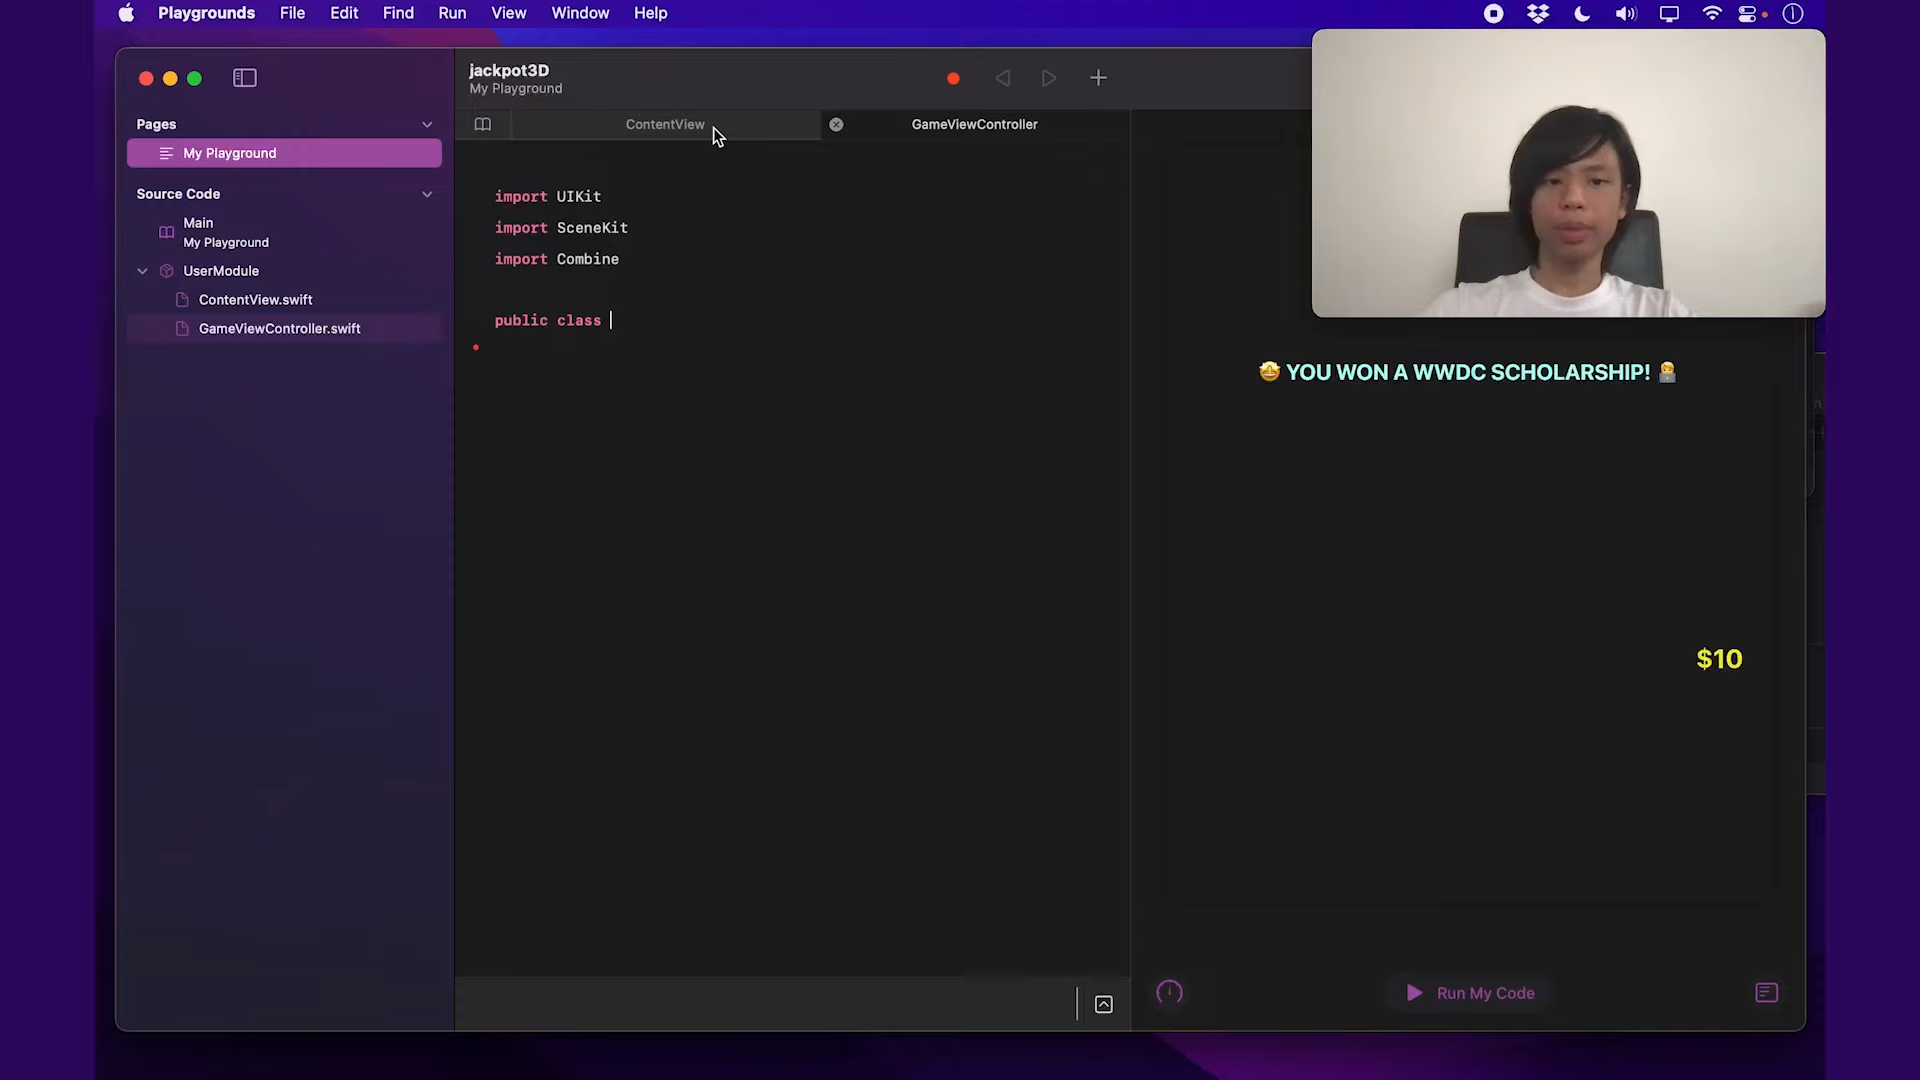 Playgrounds File Edit Find Run View Window Help
jackpot3D
My Playground
Pages
My Playground
Source Code
Main
My Playground
UserModule
ContentView.swift
GameViewController.swift
ContentView
GameViewController
import UIKit
import SceneKit
import Combine
public class
🤩 YOU WON A WWDC SCHOLARSHIP! 🧑‍💻
$10
Run My Code